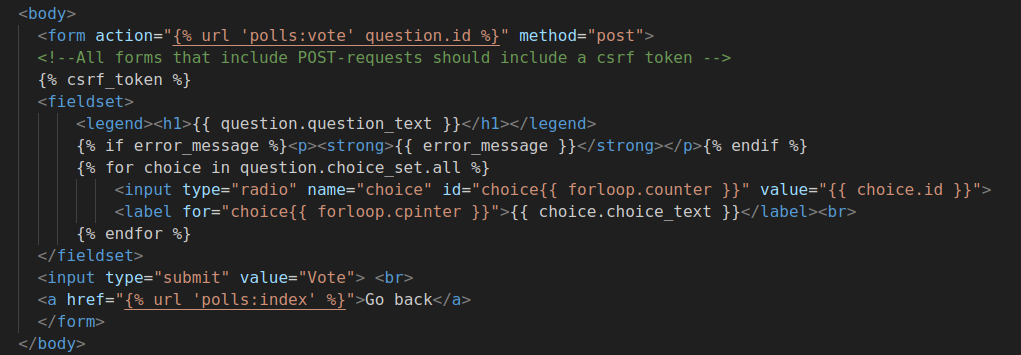 <body>
<form action="{% url 'polls:vote' question.id %}" method="post">
<!--All forms that include POST-requests should include a csrf token -->
{% csrf_token %}
<fieldset>
<legend><h1>{{ question.question_text }}</h1></legend>
{% if error_message %}<p><strong>{{ error_message }}</strong></p>{% endif %}
{% for choice in question.choice_set.all %}
<input type="radio" name="choice" id="choice{{ forloop.counter }}" value="{{ choice.id }}">
<label for="choice{{ forloop.cpinter }}">{{ choice.choice_text }}</label><br>
{% endfor %}
</fieldset>
<input type="submit" value="Vote"> <br>
<a href="{% url 'polls:index' %}">Go back</a>
</form>
</body>